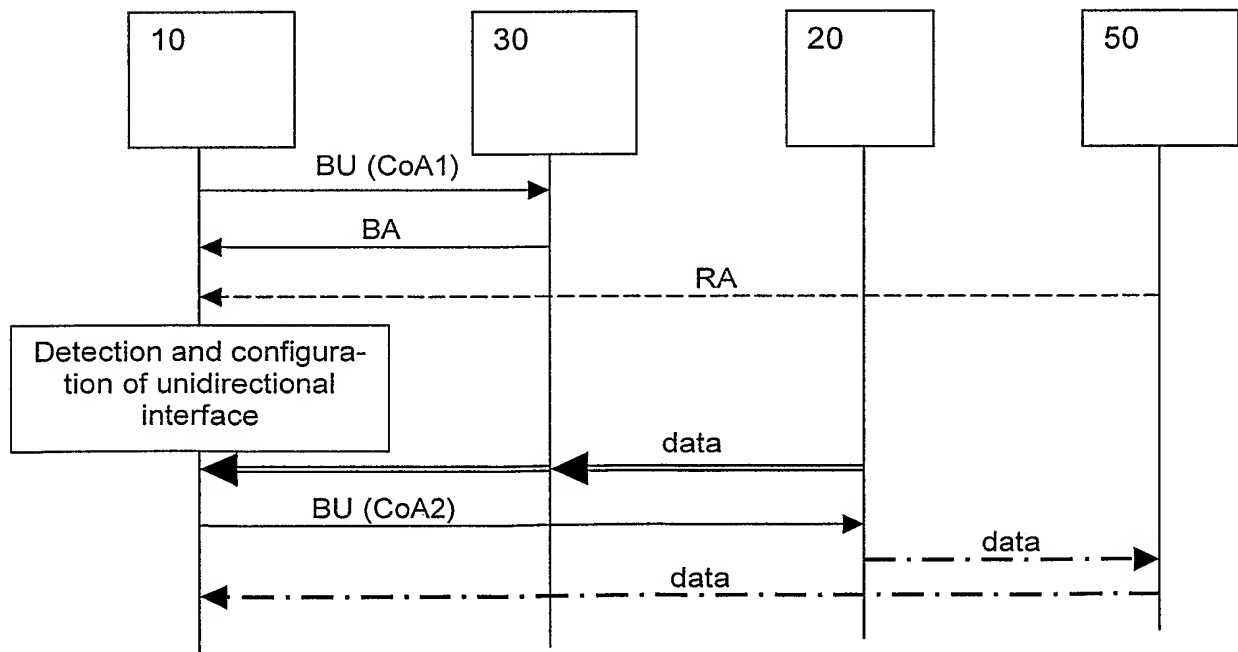 10
30
20
50
BU (CoA1)
BA
RA
Detection and configura-
tion of unidirectional
interface
data
BU (CoA2)
data
data